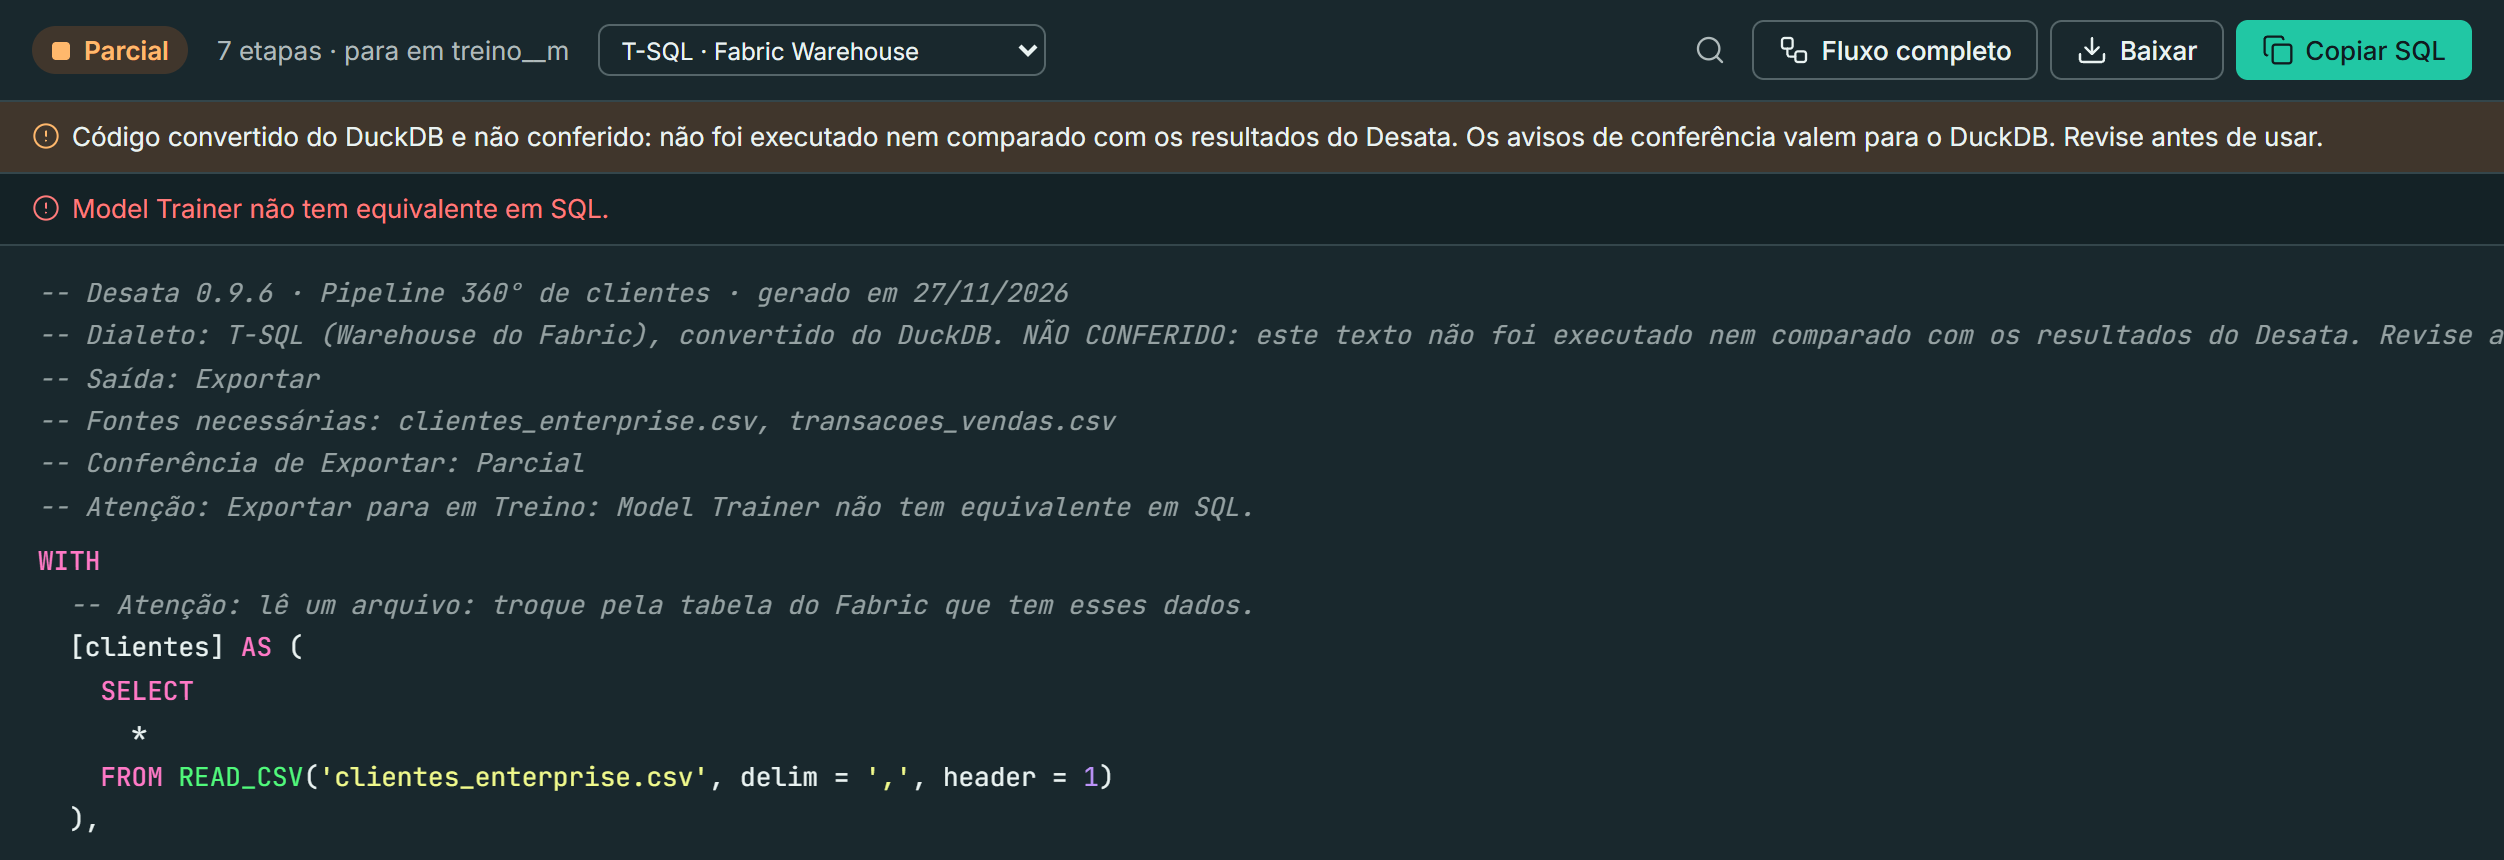 Parcial
7 etapas · para em treino__m
T-SQL · Fabric Warehouse
Fluxo completo
Baixar
Copiar SQL
Código convertido do DuckDB e não conferido: não foi executado nem comparado com os resultados do Desata. Os avisos de conferência valem para o DuckDB. Revise antes de usar.
Model Trainer não tem equivalente em SQL.
-- Desata 0.9.6 · Pipeline 360° de clientes · gerado em 27/11/2026
-- Dialeto: T-SQL (Warehouse do Fabric), convertido do DuckDB. NÃO CONFERIDO: este texto não foi executado nem comparado com os resultados do Desata. Revise a
-- Saída: Exportar
-- Fontes necessárias: clientes_enterprise.csv, transacoes_vendas.csv
-- Conferência de Exportar: Parcial
-- Atenção: Exportar para em Treino: Model Trainer não tem equivalente em SQL.
WITH
-- Atenção: lê um arquivo: troque pela tabela do Fabric que tem esses dados.
[clientes] AS (
SELECT
*
FROM READ_CSV('clientes_enterprise.csv', delim = ',', header = 1)
),